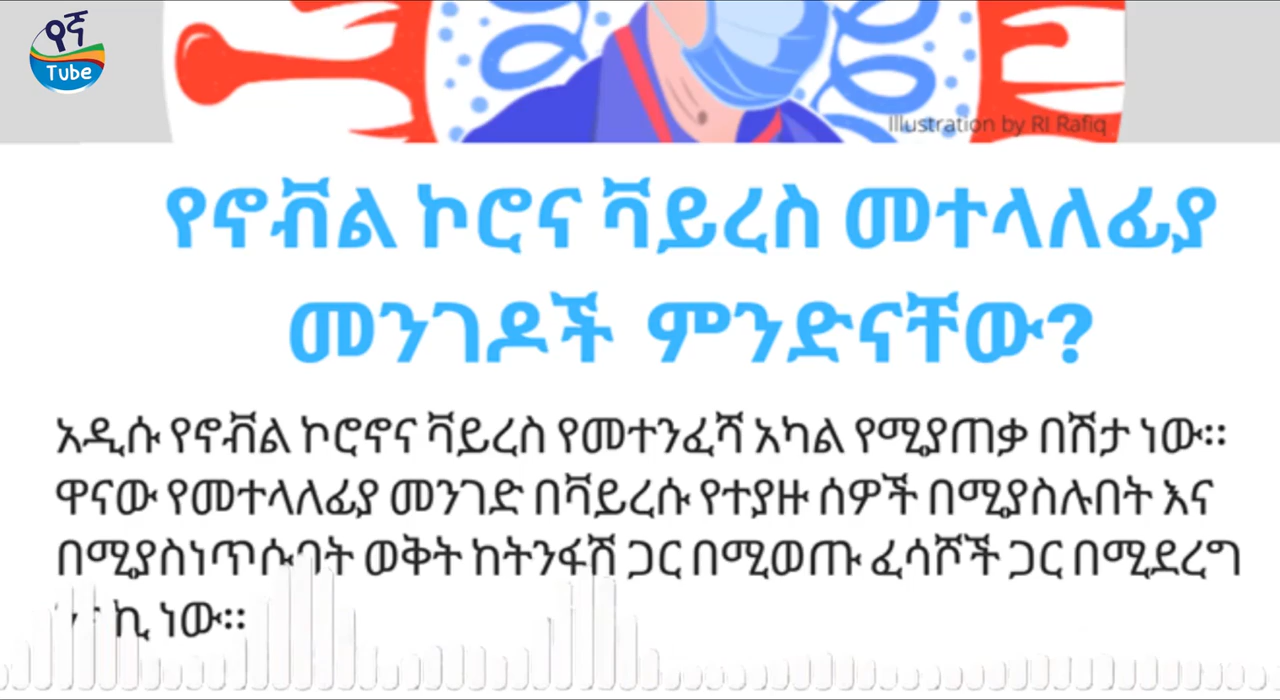 የኛ
Tube
Illustration by RI Rafiq
የኖቭል ኮሮና ቫይረስ መተላለፊያ
መንገዶች ምንድናቸው?
አዲሱ የኖቭል ኮሮኖና ቫይረስ የመተንፈሻ አካል የሚያጠቃ በሽታ ነው።
ዋናው የመተላለፊያ መንገድ በቫይረሱ የተያዙ ሰዎች በሚያስሉበት እና
በሚያስነጥሱባት ወቅት ከትንፋሽ ጋር በሚወጡ ፈሳሾች ጋር በሚደረግ
ነው።